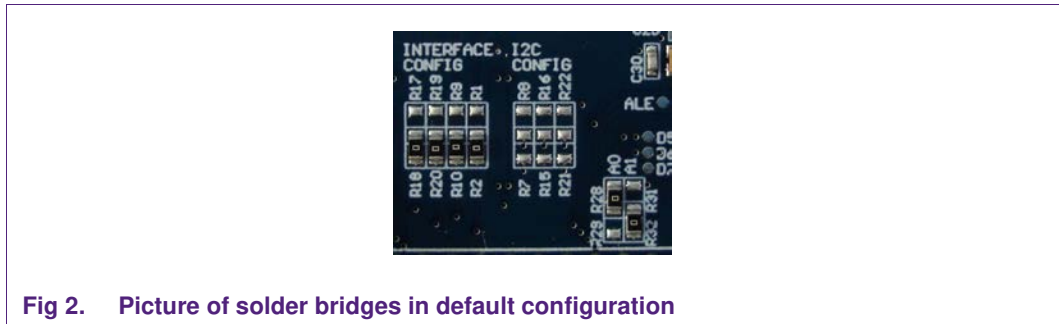 INTERFACE I2C
CONFIG CONFIG
R17 R19 R9 R1 R8 R16 R22
C30
ALE
D5
R18 R20 R10 R2 R7 R15 R21
A0 A1
R28 R31
R29 R32
Fig 2. Picture of solder bridges in default configuration